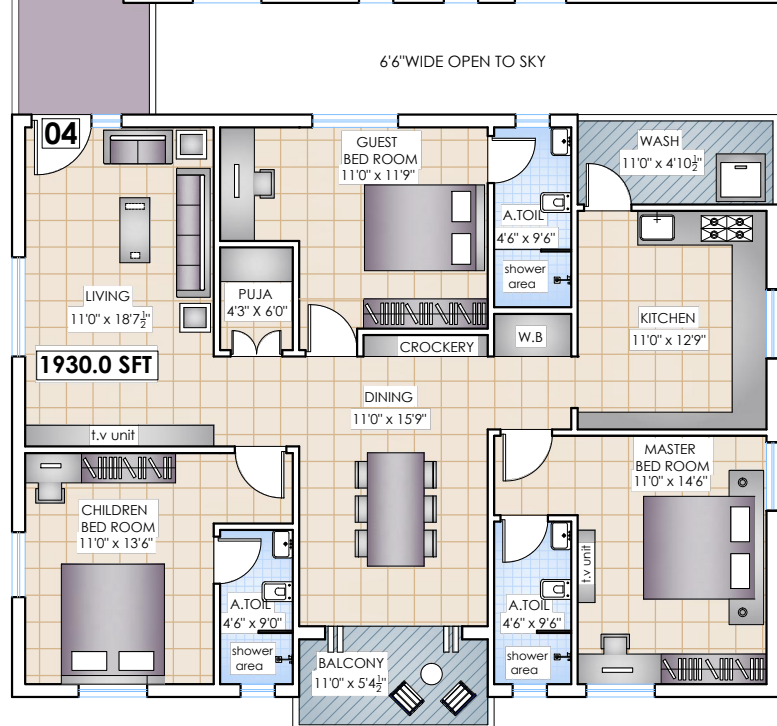 6'6"WIDE OPEN TO SKY
04
GUEST
BED ROOM
11'0" x 11'9"
WASH
11'0" x 4'10½"
A.TOIL
4'6" x 9'6"
shower
area
LIVING
11'0" x 18'7½"
PUJA
4'3" X 6'0"
KITCHEN
11'0" x 12'9"
W.B
CROCKERY
1930.0 SFT
DINING
11'0" x 15'9"
t.v unit
MASTER
BED ROOM
11'0" x 14'6"
CHILDREN
BED ROOM
11'0" x 13'6"
t.v unit
A.TOIL
4'6" x 9'0"
shower
area
A.TOIL
4'6" x 9'6"
shower
area
BALCONY
11'0" x 5'4½"